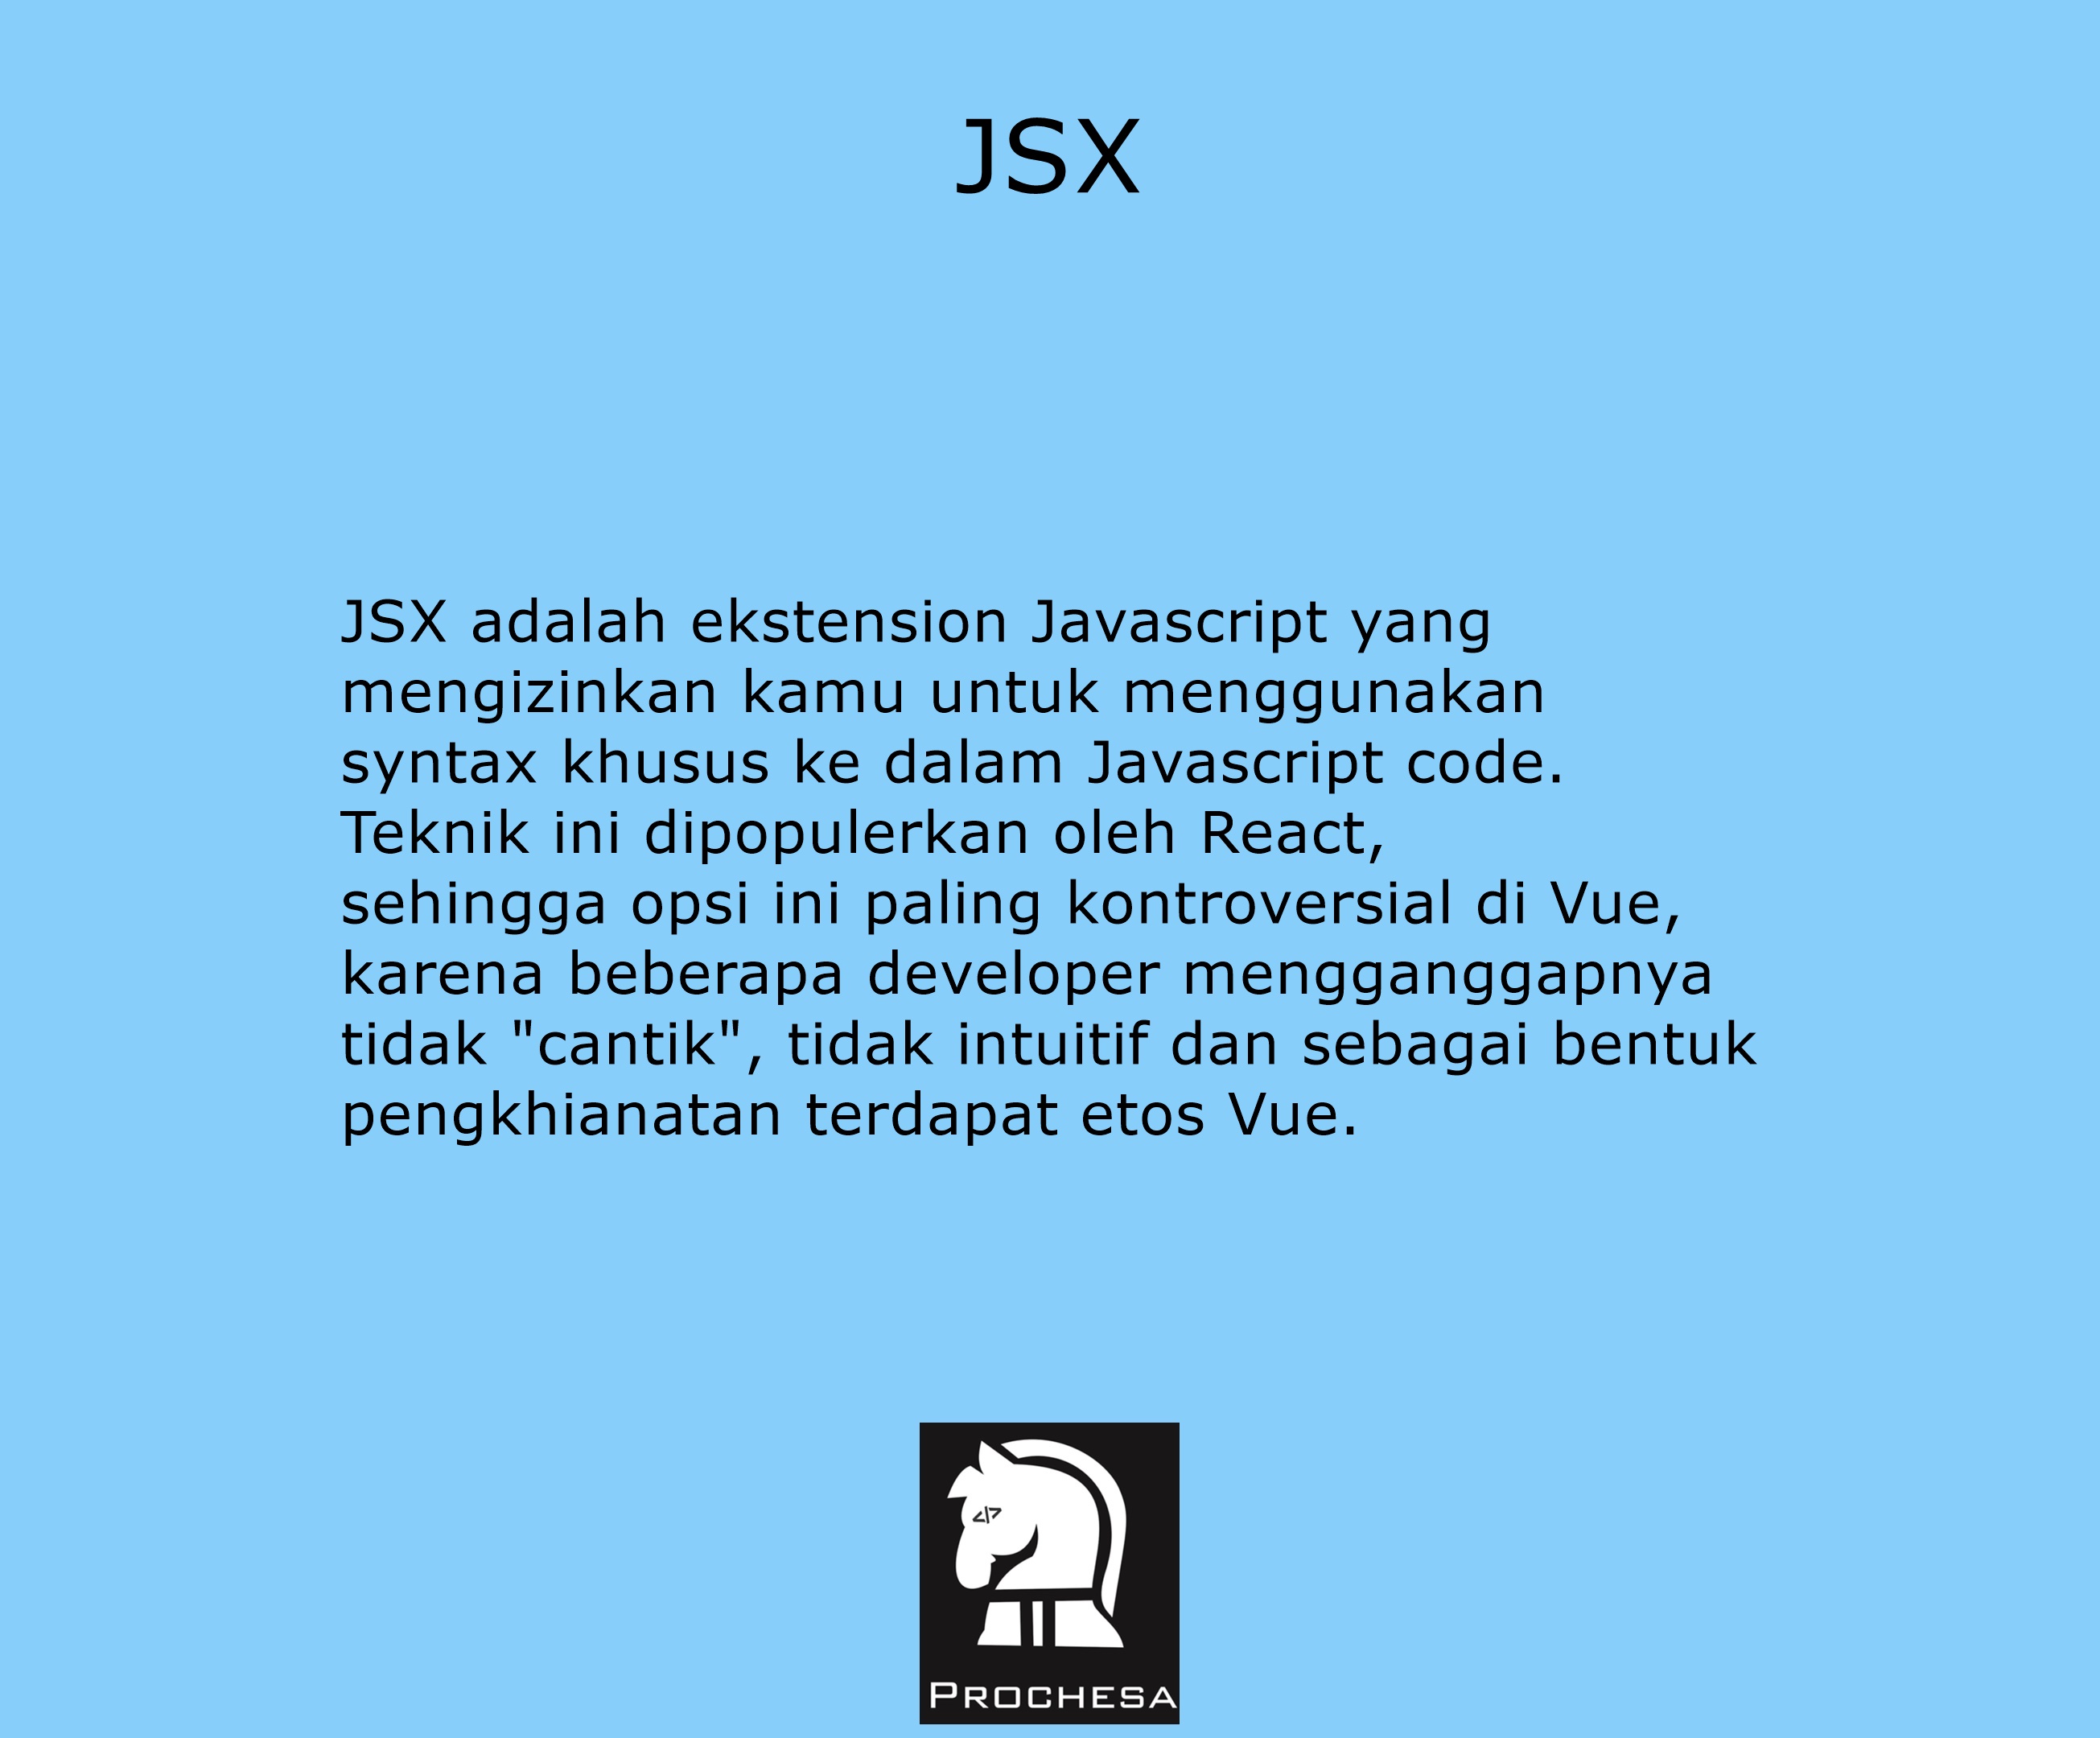 JSX
JSX adalah ekstension Javascript yang
mengizinkan kamu untuk menggunakan
syntax khusus ke dalam Javascript code.
Teknik ini dipopulerkan oleh React,
sehingga opsi ini paling kontroversial di Vue,
karena beberapa developer mengganggapnya
tidak "cantik", tidak intuitif dan sebagai bentuk
pengkhianatan terdapat etos Vue.
</>
PROCHESA